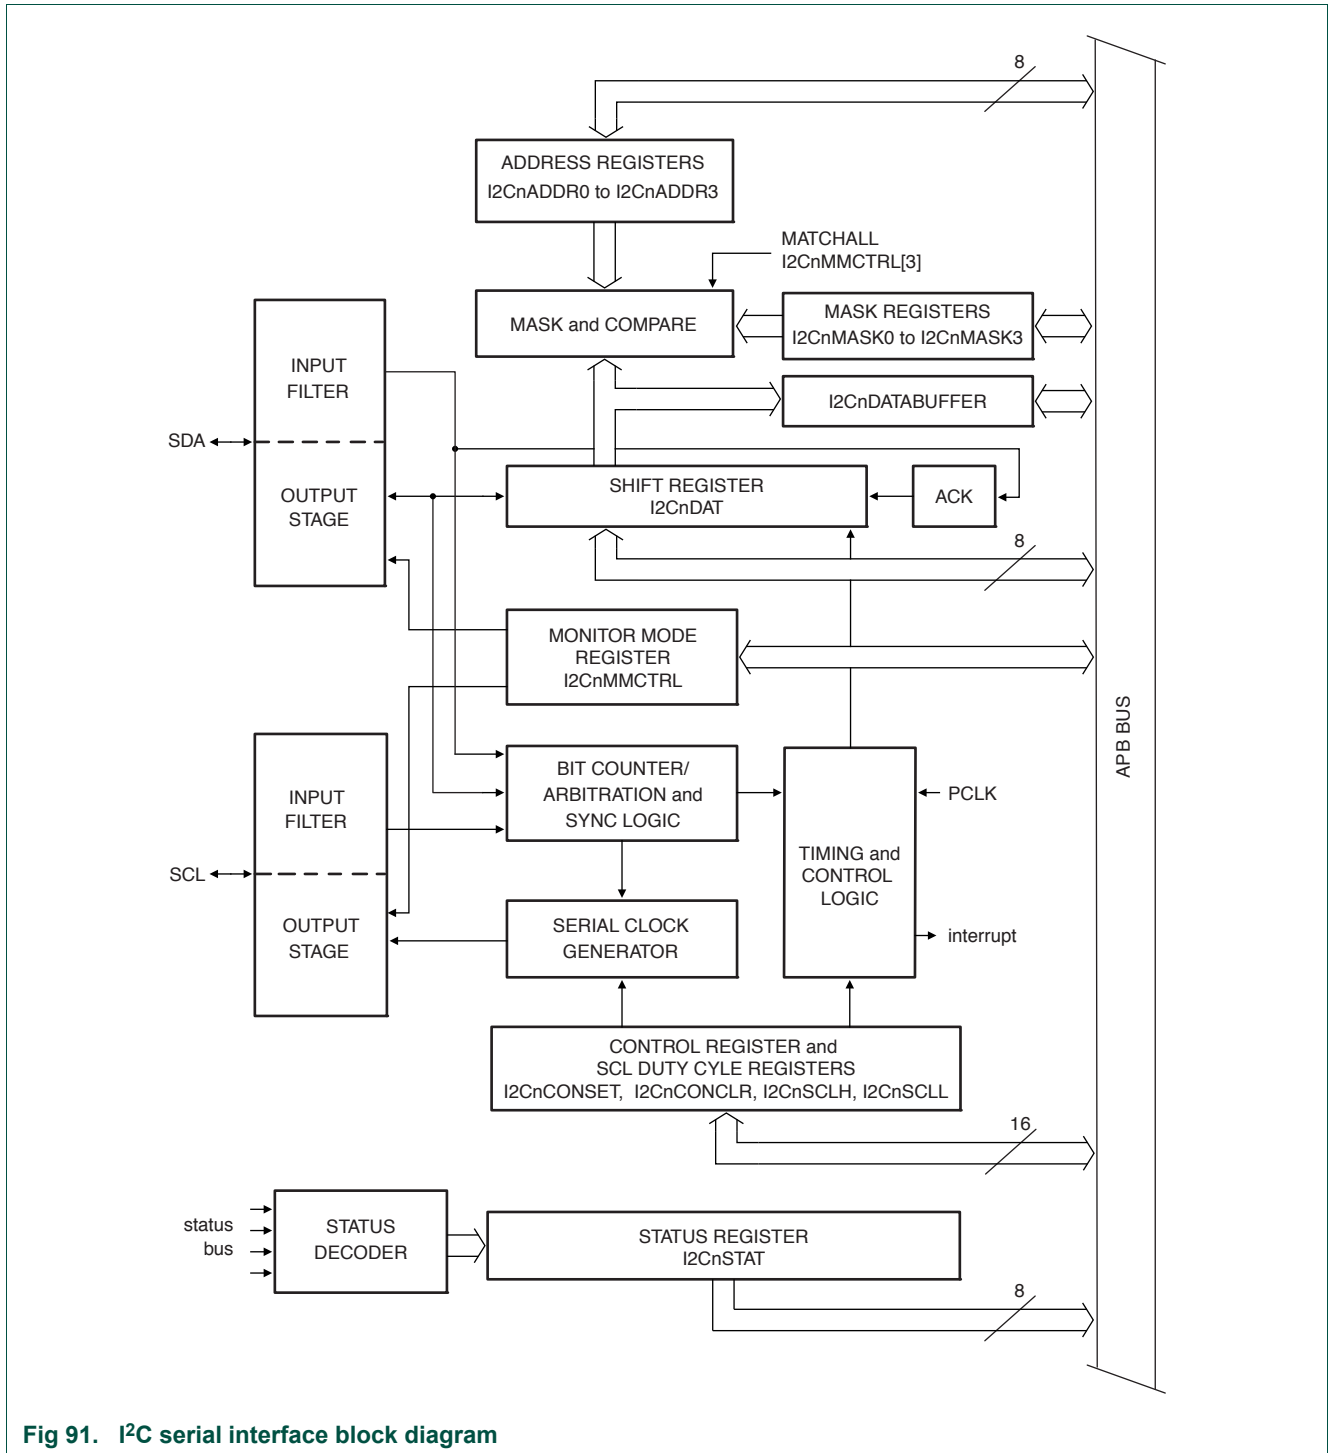 8
ADDRESS REGISTERS
I2CnADDR0 to I2CnADDR3
MATCHALL
I2CnMMCTRL[3]
MASK and COMPARE
MASK REGISTERS
I2CnMASK0 to I2CnMASK3
INPUT
FILTER
I2CnDATABUFFER
SDA
OUTPUT
STAGE
SHIFT REGISTER
I2CnDAT
ACK
8
MONITOR MODE
REGISTER
I2CnMMCTRL
APB BUS
INPUT
FILTER
BIT COUNTER/
ARBITRATION and
SYNC LOGIC
PCLK
TIMING and
CONTROL
LOGIC
SCL
OUTPUT
STAGE
SERIAL CLOCK
GENERATOR
interrupt
CONTROL REGISTER and
SCL DUTY CYLE REGISTERS
I2CnCONSET, I2CnCONCLR, I2CnSCLH, I2CnSCLL
16
status
bus
STATUS
DECODER
STATUS REGISTER
I2CnSTAT
8
Fig 91. I²C serial interface block diagram